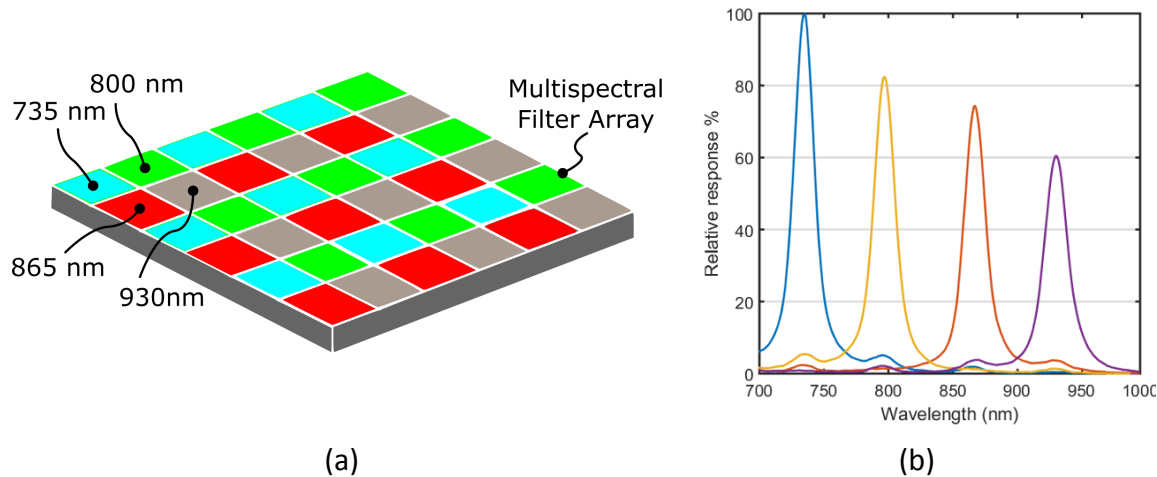 800 nm
735 nm
Multispectral
Filter Array
865 nm
930nm
(a)
Relative response %
100
80
60
40
20
0
700
750
800
850
900
950
1000
Wavelength (nm)
(b)